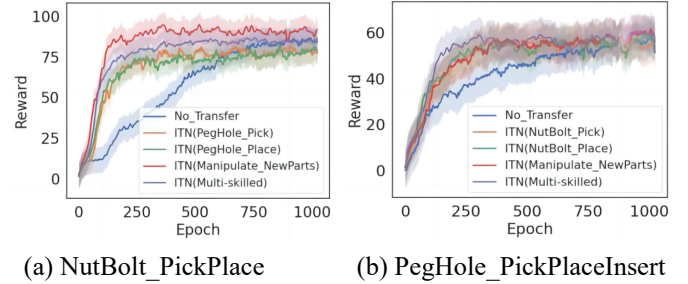 100
75
50
25
0
Reward
No_Transfer
ITN(PegHole_Pick)
ITN(PegHole_Place)
ITN(Manipulate_NewParts)
ITN(Multi-skilled)
0 250 500 750 1000
Epoch
(a) NutBolt_PickPlace
60
40
20
0
Reward
No_Transfer
ITN(NutBolt_Pick)
ITN(NutBolt_Place)
ITN(Manipulate_NewParts)
ITN(Multi-skilled)
0 250 500 750 1000
Epoch
(b) PegHole_PickPlaceInsert